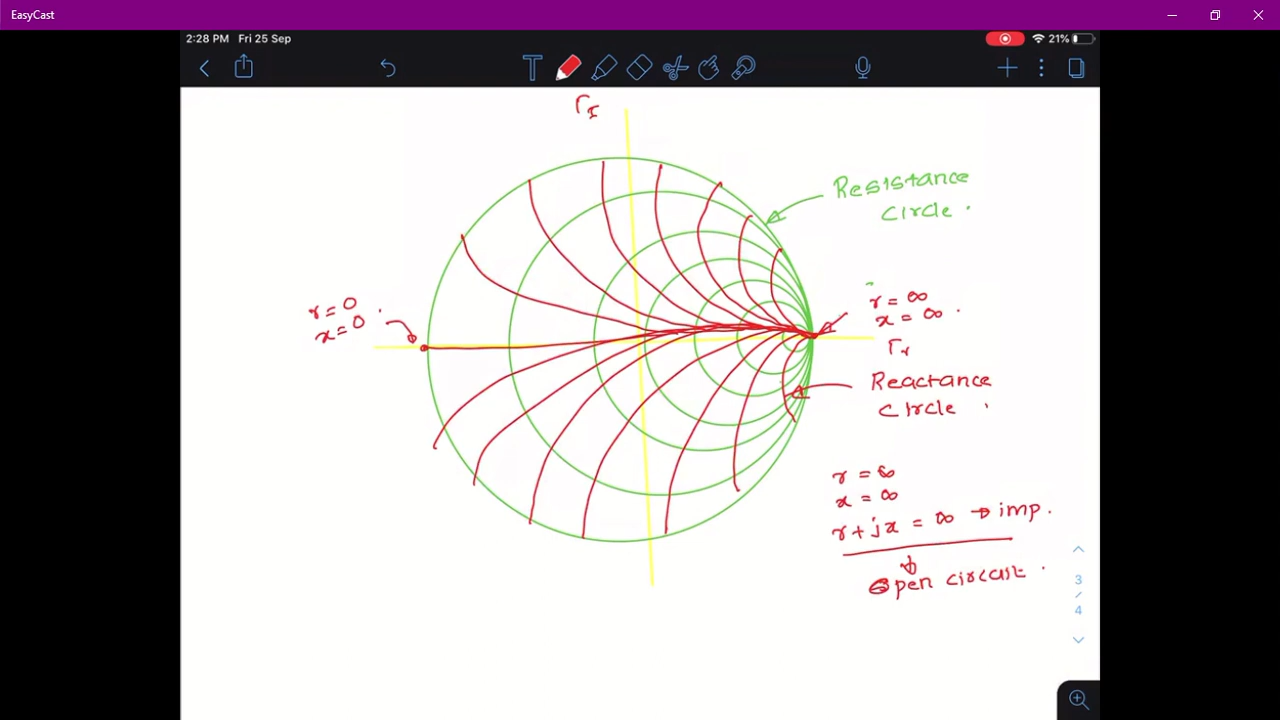 EasyCast
2:28 PM Fri 25 Sep
21%
T
ΓI
Resistance
circle.
r=0
x=0
r = ∞
x = ∞
Γr
Reactance
circle
r = ∞
x = ∞
r+jx = ∞ → imp.
open circuit.
3
/
4